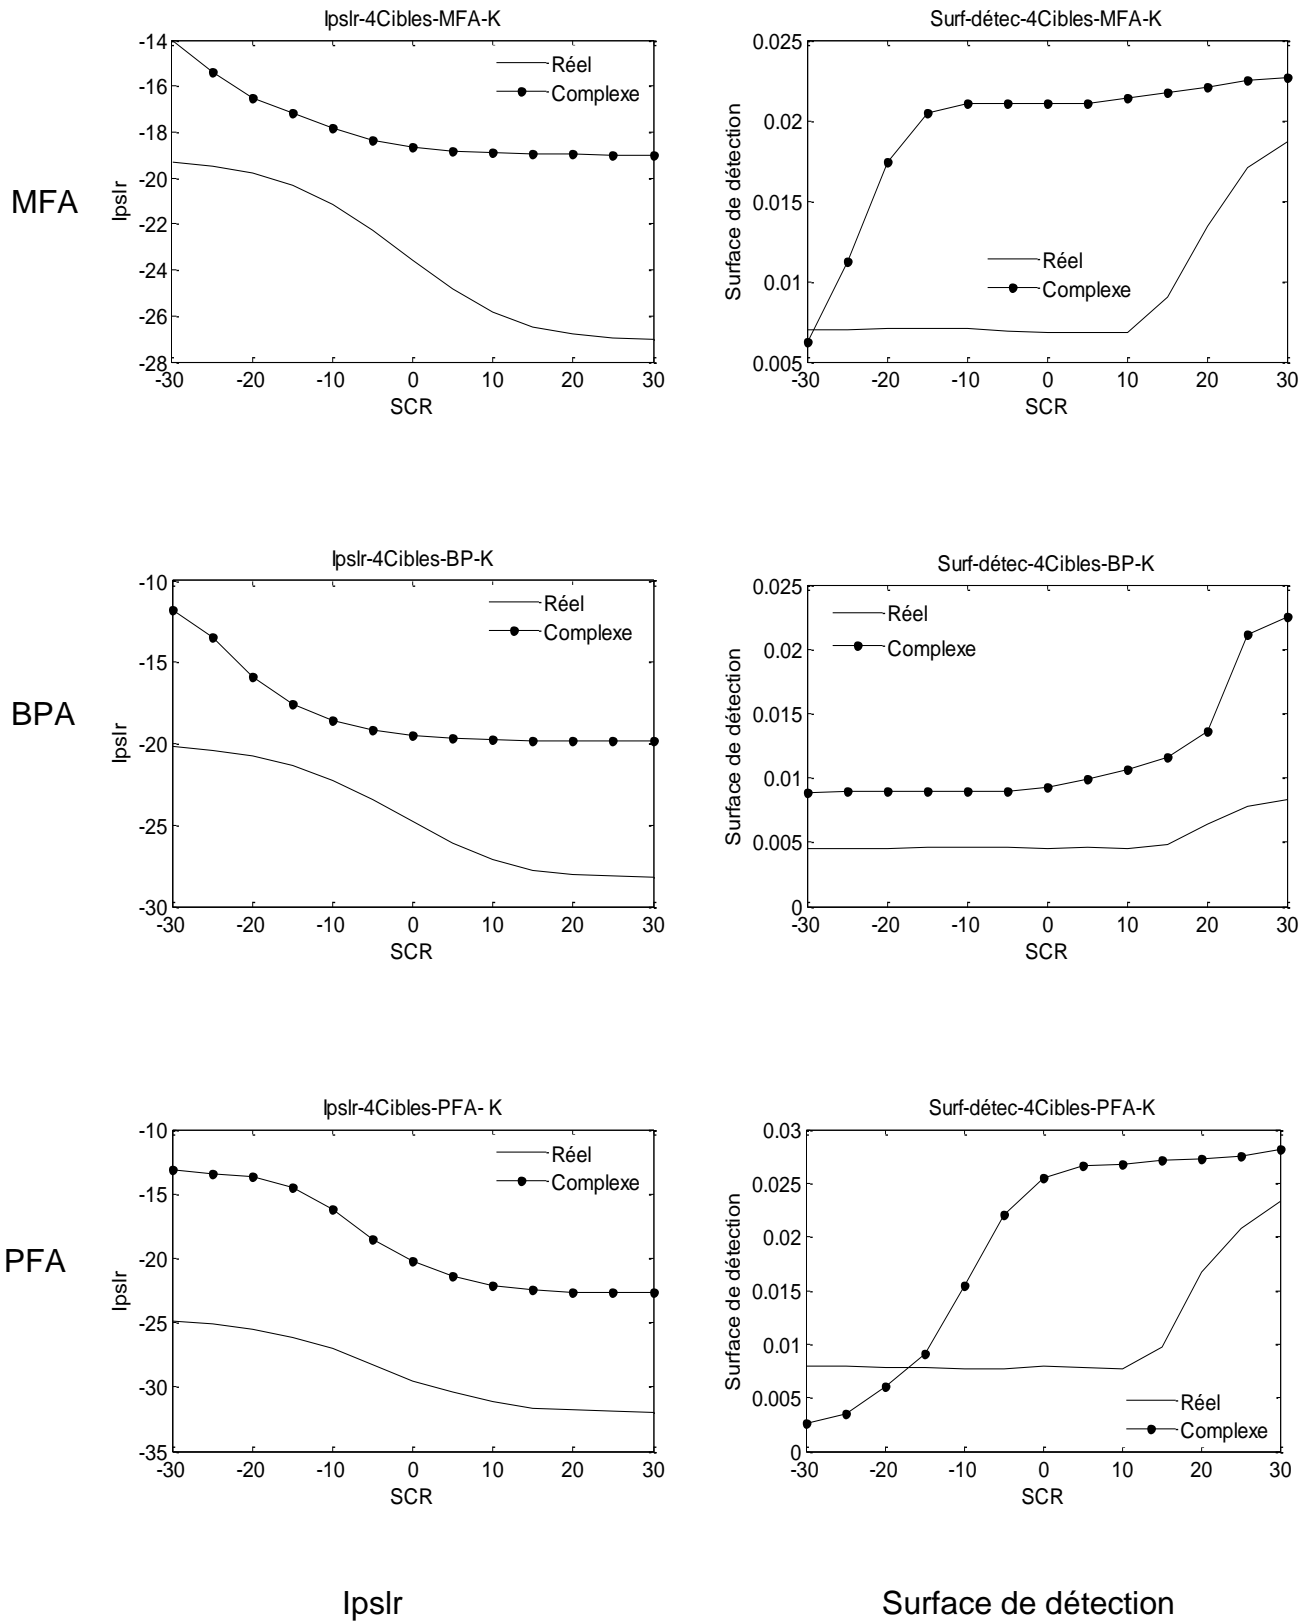 Ipslr-4Cibles-MFA-K
Surf-détec-4Cibles-MFA-K
MFA
-14
-16
-18
-20
-22
-24
-26
-28
Ipslr
Réel
Complexe
-30
-20
-10
0
10
20
30
SCR
0.025
0.02
0.015
0.01
0.005
Surface de détection
Réel
Complexe
-30
-20
-10
0
10
20
30
SCR
Ipslr-4Cibles-BP-K
Surf-détec-4Cibles-BP-K
BPA
-10
-15
-20
-25
-30
Ipslr
Réel
Complexe
-30
-20
-10
0
10
20
30
SCR
0.025
0.02
0.015
0.01
0.005
0
Surface de détection
Réel
Complexe
-30
-20
-10
0
10
20
30
SCR
Ipslr-4Cibles-PFA- K
Surf-détec-4Cibles-PFA-K
PFA
-10
-15
-20
-25
-30
-35
Ipslr
Réel
Complexe
-30
-20
-10
0
10
20
30
SCR
0.03
0.025
0.02
0.015
0.01
0.005
0
Surface de détection
Réel
Complexe
-30
-20
-10
0
10
20
30
SCR
Ipslr
Surface de détection